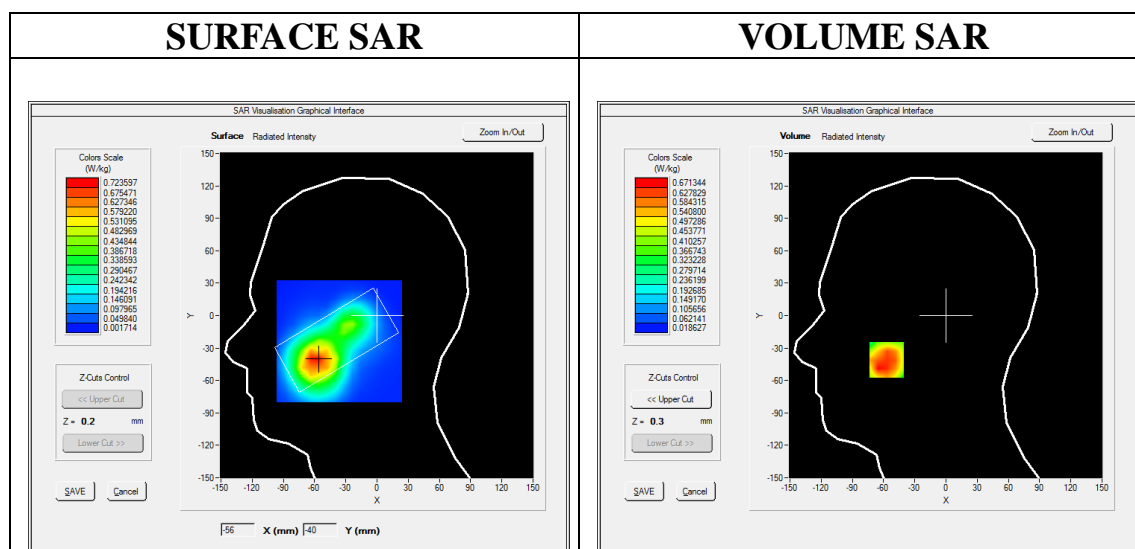 SURFACE SAR
VOLUME SAR
SAR Visualisation Graphical Interface
Surface Radiated Intensity
Zoom In/Out
Colors Scale
(W/kg)
0.723597
0.675471
0.627346
0.579220
0.531095
0.482969
0.434844
0.386718
0.338593
0.290467
0.242342
0.194216
0.146091
0.097965
0.049840
0.001714
Z-Cuts Control
<< Upper Cut
Z = 0.2 mm
Lower Cut >>
SAVE Cancel
150
120
90
60
30
0
-30
-60
-90
-120
-150
Y
-150 -120 -90 -60 -30 0 30 60 90 120 150
X
-56 X (mm) -40 Y (mm)
SAR Visualisation Graphical Interface
Volume Radiated Intensity
Zoom In/Out
Colors Scale
(W/kg)
0.671344
0.627829
0.584315
0.540800
0.497286
0.453771
0.410257
0.366743
0.323228
0.279714
0.236199
0.192685
0.149170
0.105656
0.062141
0.018627
Z-Cuts Control
<< Upper Cut
Z = 0.3 mm
Lower Cut >>
SAVE Cancel
150
120
90
60
30
0
-30
-60
-90
-120
-150
Y
-150 -120 -90 -60 -30 0 30 60 90 120 150
X